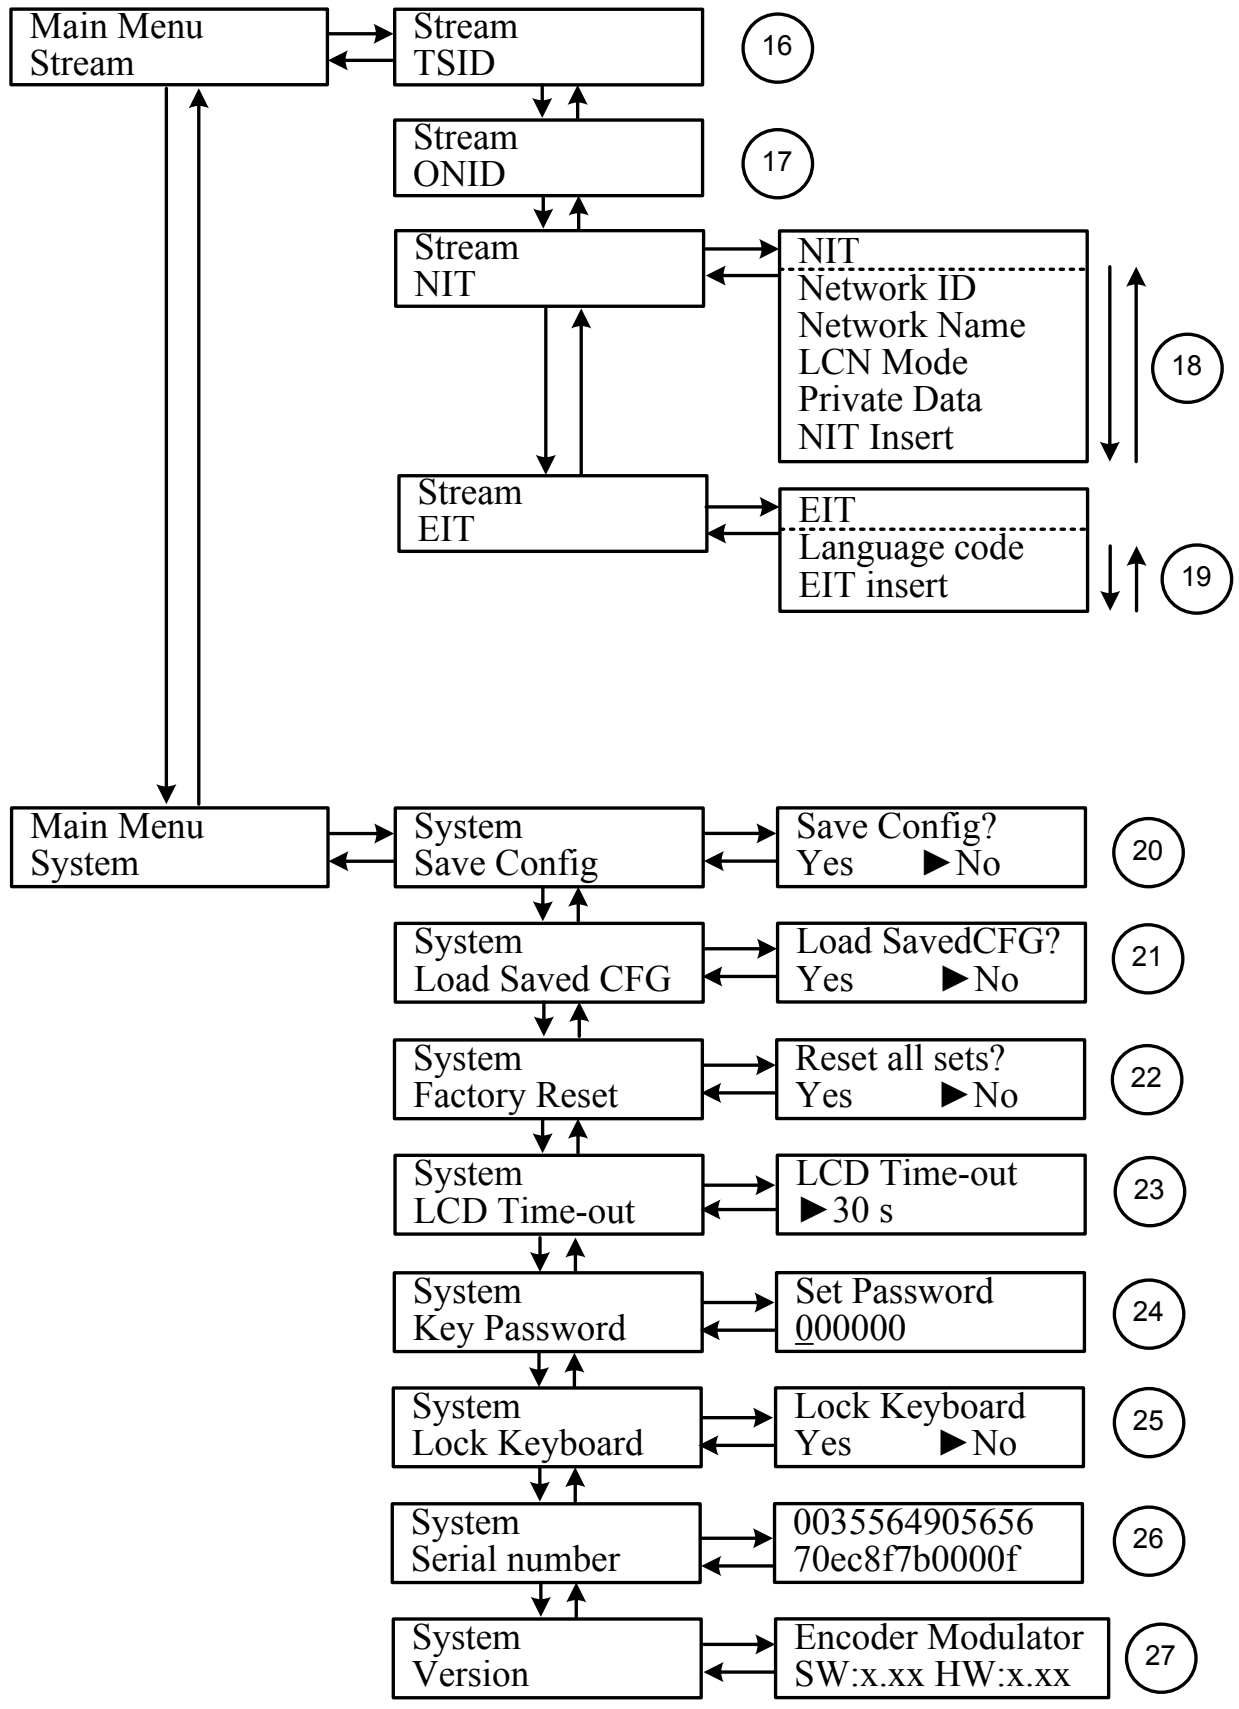 Main Menu
Stream
Stream
TSID
16
Stream
ONID
17
Stream
NIT
NIT
Network ID
Network Name
LCN Mode
Private Data
NIT Insert
18
Stream
EIT
EIT
Language code
EIT insert
19
Main Menu
System
System
Save Config
Save Config?
Yes ►No
20
System
Load Saved CFG
Load SavedCFG?
Yes ►No
21
System
Factory Reset
Reset all sets?
Yes ►No
22
System
LCD Time-out
LCD Time-out
►30 s
23
System
Key Password
Set Password
000000
24
System
Lock Keyboard
Lock Keyboard
Yes ►No
25
System
Serial number
0035564905656
70ec8f7b0000f
26
System
Version
Encoder Modulator
SW:x.xx HW:x.xx
27